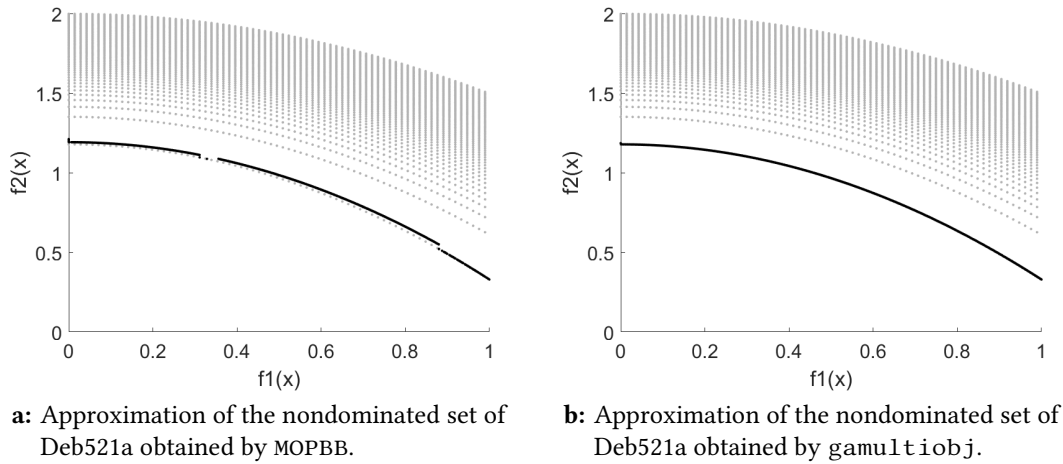 2
1.5
1
0.5
0
f2(x)
0 0.2 0.4 0.6 0.8 1
f1(x)
a: Approximation of the nondominated set of
Deb521a obtained by MOPBB.
2
1.5
1
0.5
0
f2(x)
0 0.2 0.4 0.6 0.8 1
f1(x)
b: Approximation of the nondominated set of
Deb521a obtained by gamultiobj.